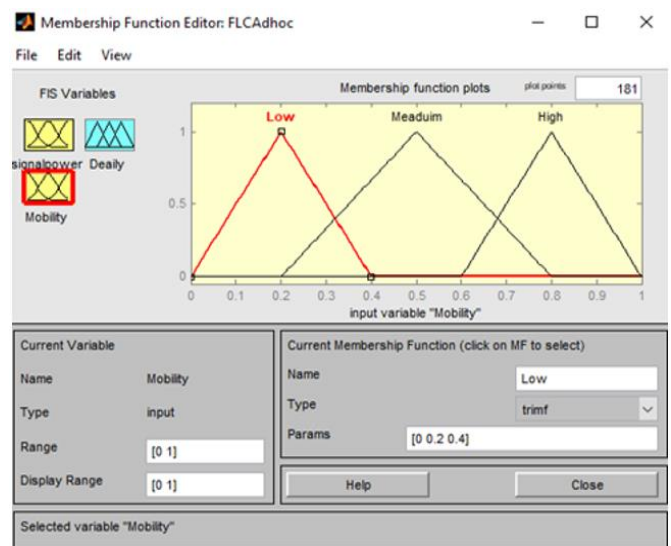 Membership Function Editor: FLCAdhoc
File Edit View
FIS Variables
Membership function plots
plot points:
181
signalpower
Deaily
Mobility
Low
Meaduim
High
1
0.5
0
0 0.1 0.2 0.3 0.4 0.5 0.6 0.7 0.8 0.9 1
input variable "Mobility"
Current Variable
Name Mobility
Type input
Range [0 1]
Display Range [0 1]
Current Membership Function (click on MF to select)
Name Low
Type trimf
Params [0 0.2 0.4]
Help Close
Selected variable "Mobility"